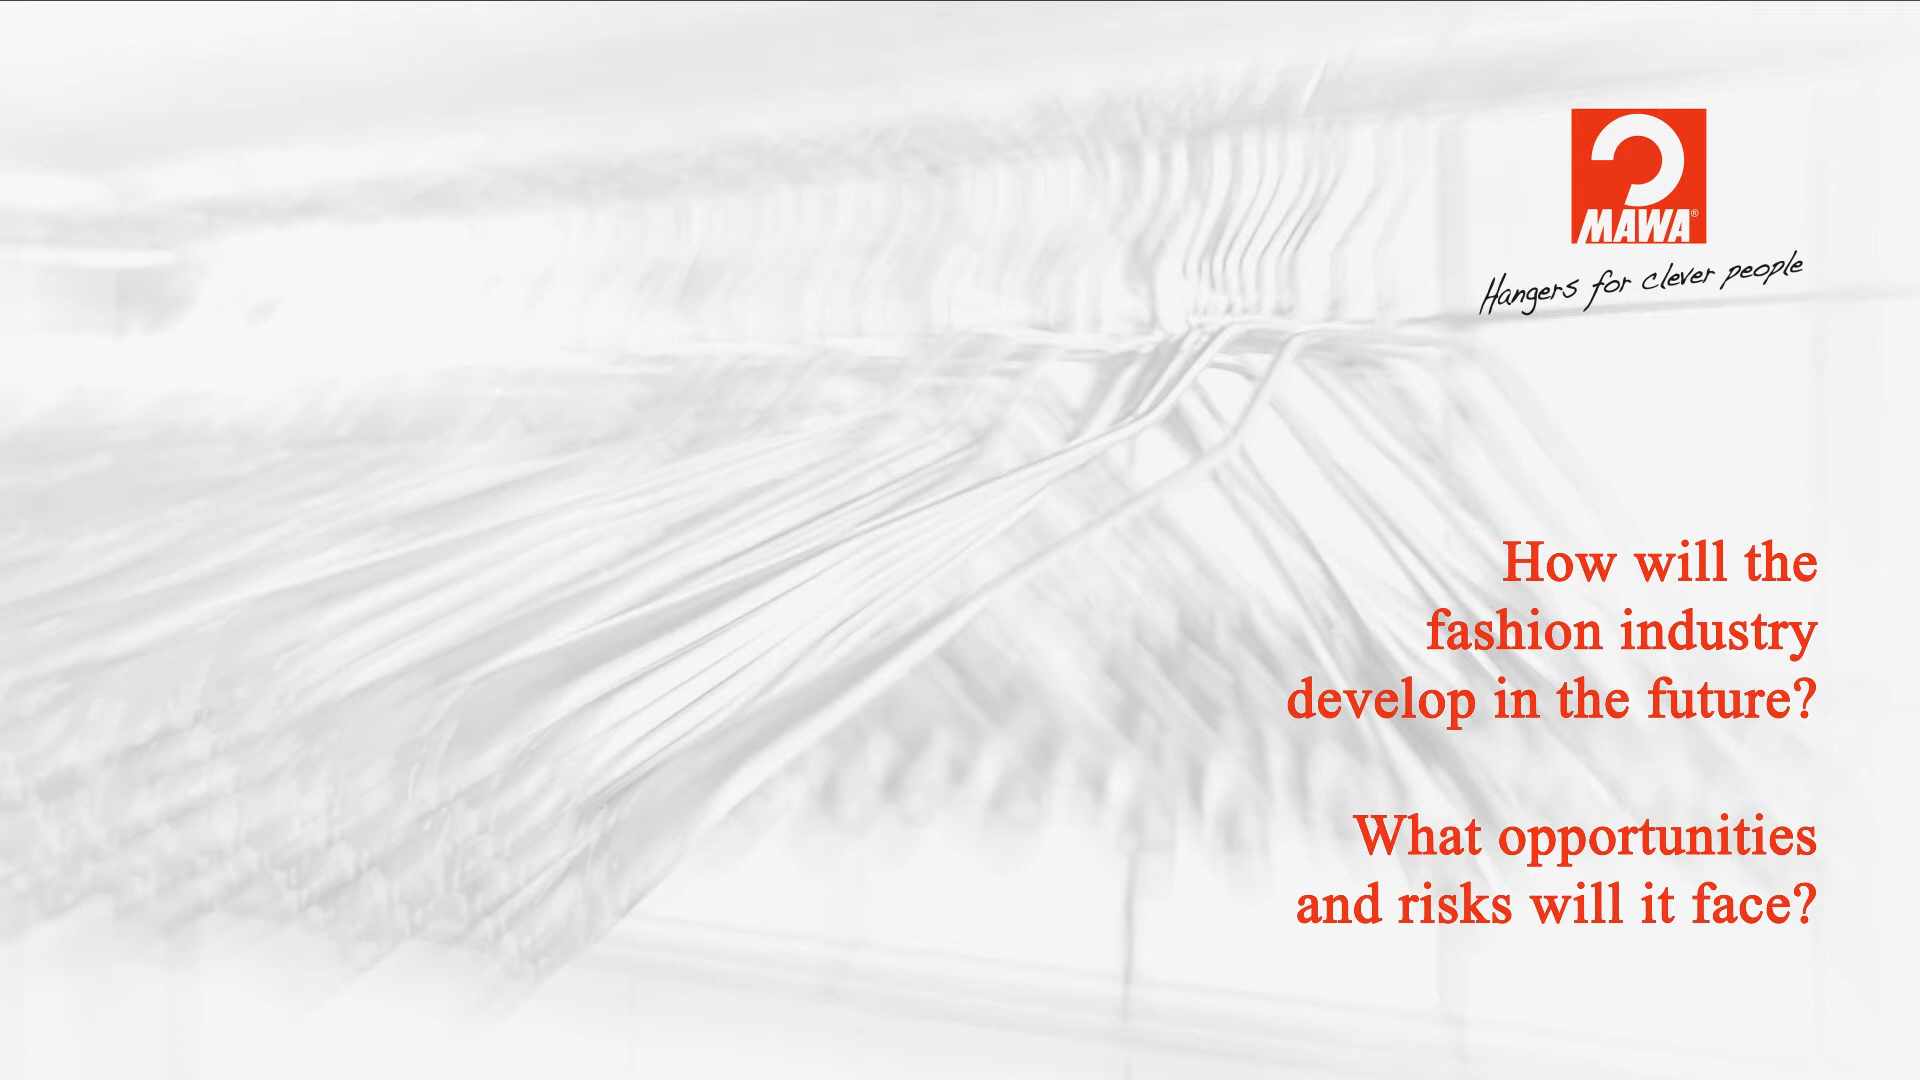 MAWA®
Hangers for clever people
How will the
fashion industry
develop in the future?
What opportunities
and risks will it face?